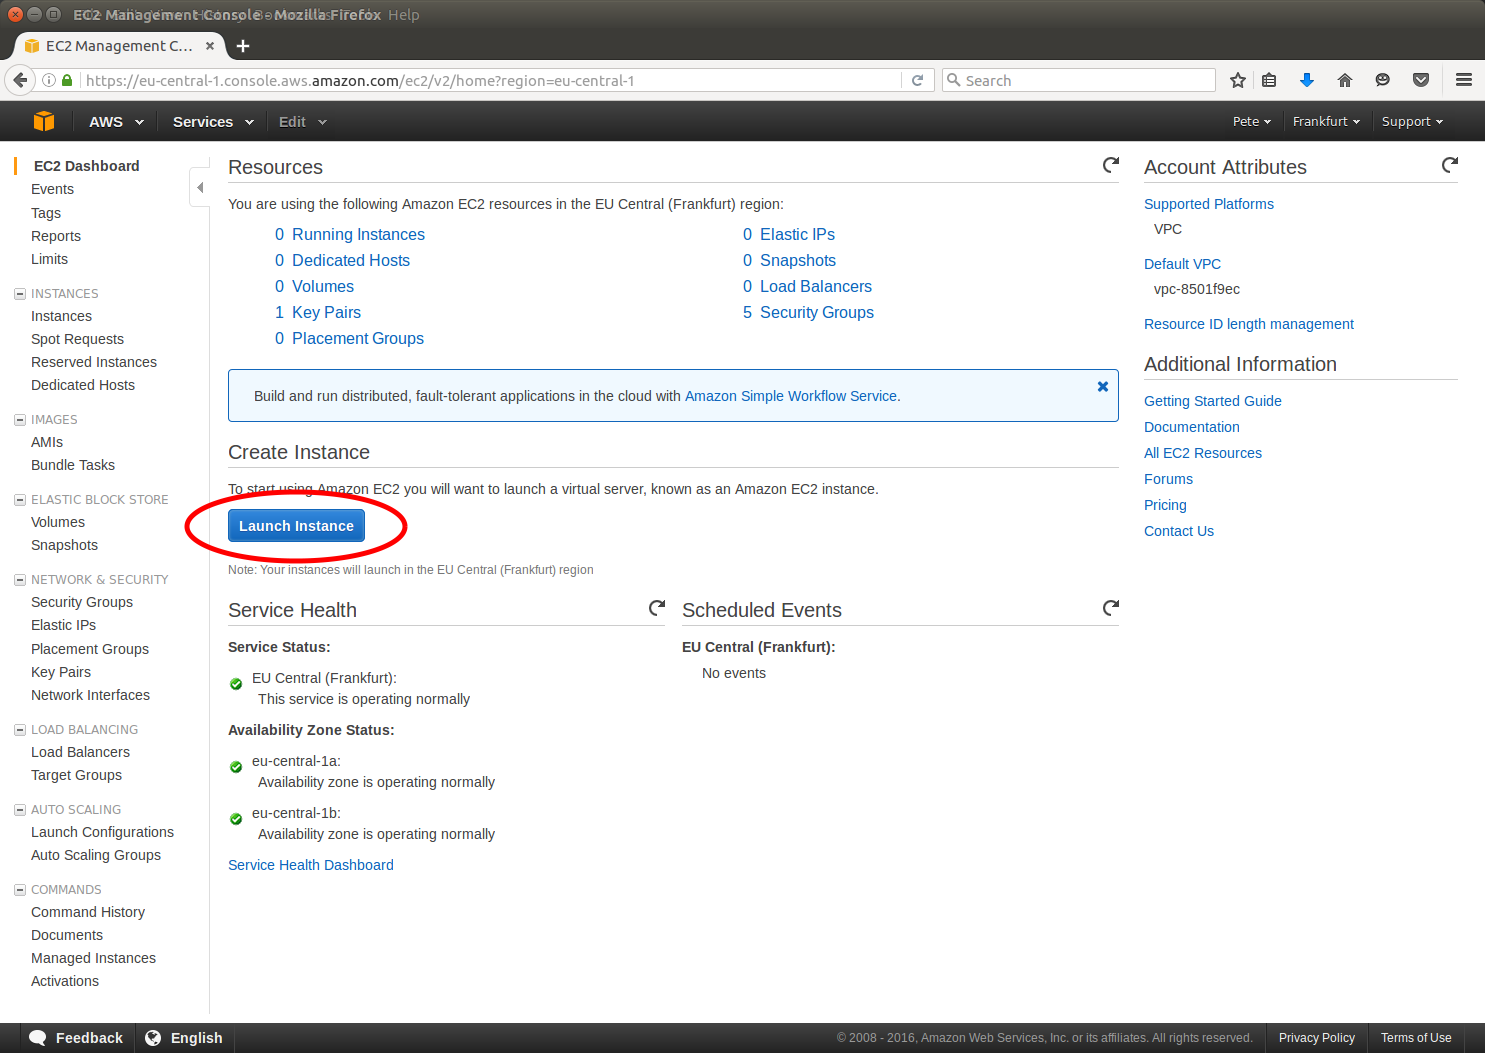 EC2 Management Console - Mozilla Firefox Help
EC2 Management C...
https://eu-central-1.console.aws.amazon.com/ec2/v2/home?region=eu-central-1
Search
AWS
Services
Edit
Pete
Frankfurt
Support
EC2 Dashboard
Events
Tags
Reports
Limits
INSTANCES
Instances
Spot Requests
Reserved Instances
Dedicated Hosts
IMAGES
AMIs
Bundle Tasks
ELASTIC BLOCK STORE
Volumes
Snapshots
NETWORK & SECURITY
Security Groups
Elastic IPs
Placement Groups
Key Pairs
Network Interfaces
LOAD BALANCING
Load Balancers
Target Groups
AUTO SCALING
Launch Configurations
Auto Scaling Groups
COMMANDS
Command History
Documents
Managed Instances
Activations
Resources
You are using the following Amazon EC2 resources in the EU Central (Frankfurt) region:
0 Running Instances
0 Dedicated Hosts
0 Volumes
1 Key Pairs
0 Placement Groups
0 Elastic IPs
0 Snapshots
0 Load Balancers
5 Security Groups
Build and run distributed, fault-tolerant applications in the cloud with Amazon Simple Workflow Service.
Create Instance
To start using Amazon EC2 you will want to launch a virtual server, known as an Amazon EC2 instance.
Launch Instance
Note: Your instances will launch in the EU Central (Frankfurt) region
Service Health
Service Status:
EU Central (Frankfurt):
This service is operating normally
Availability Zone Status:
eu-central-1a:
Availability zone is operating normally
eu-central-1b:
Availability zone is operating normally
Service Health Dashboard
Scheduled Events
EU Central (Frankfurt):
No events
Account Attributes
Supported Platforms
VPC
Default VPC
vpc-8501f9ec
Resource ID length management
Additional Information
Getting Started Guide
Documentation
All EC2 Resources
Forums
Pricing
Contact Us
Feedback
English
© 2008 - 2016, Amazon Web Services, Inc. or its affiliates. All rights reserved.
Privacy Policy
Terms of Use